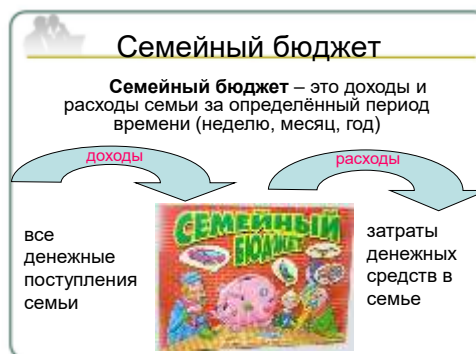 Семейный бюджет
Семейный бюджет – это доходы и
расходы семьи за определённый период
времени (неделю, месяц, год)
доходы
расходы
все
денежные
поступления
семьи
СЕМЕЙНЫЙ
БЮДЖЕТ
затраты
денежных
средств в
семье